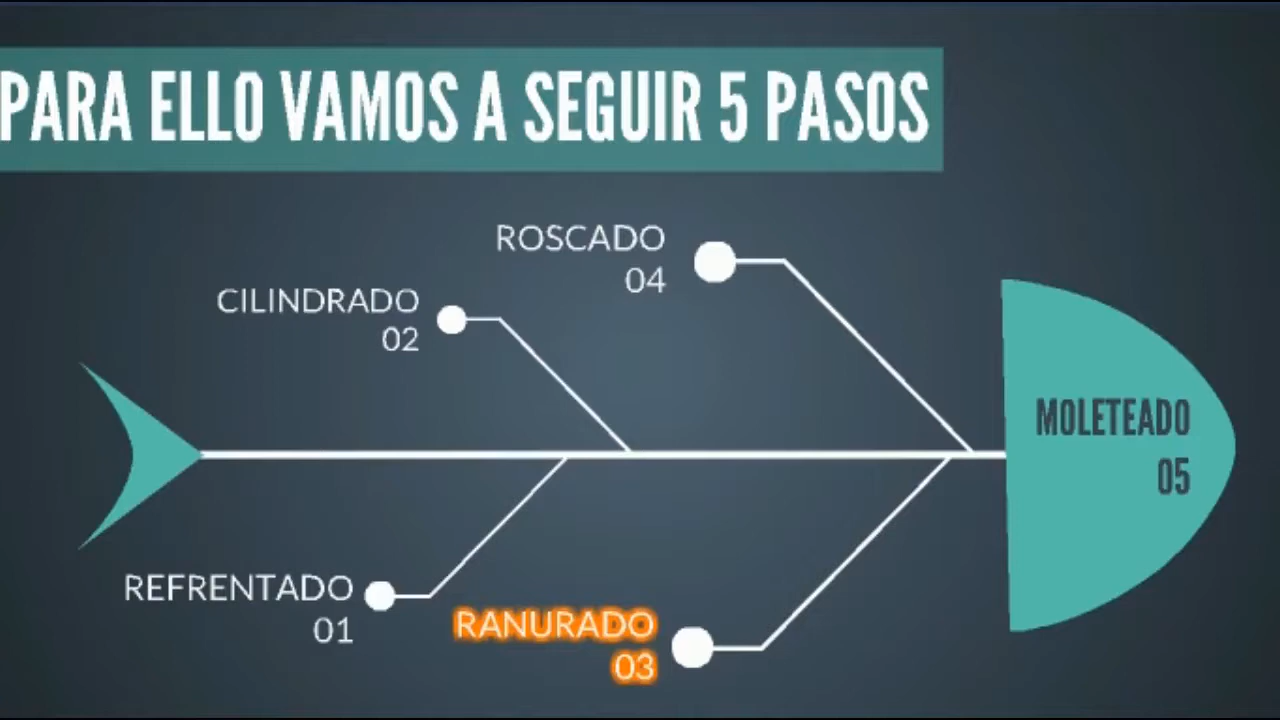 PARA ELLO VAMOS A SEGUIR 5 PASOS
ROSCADO
04
CILINDRADO
02
MOLETEADO
05
REFRENTADO
01
RANURADO
03